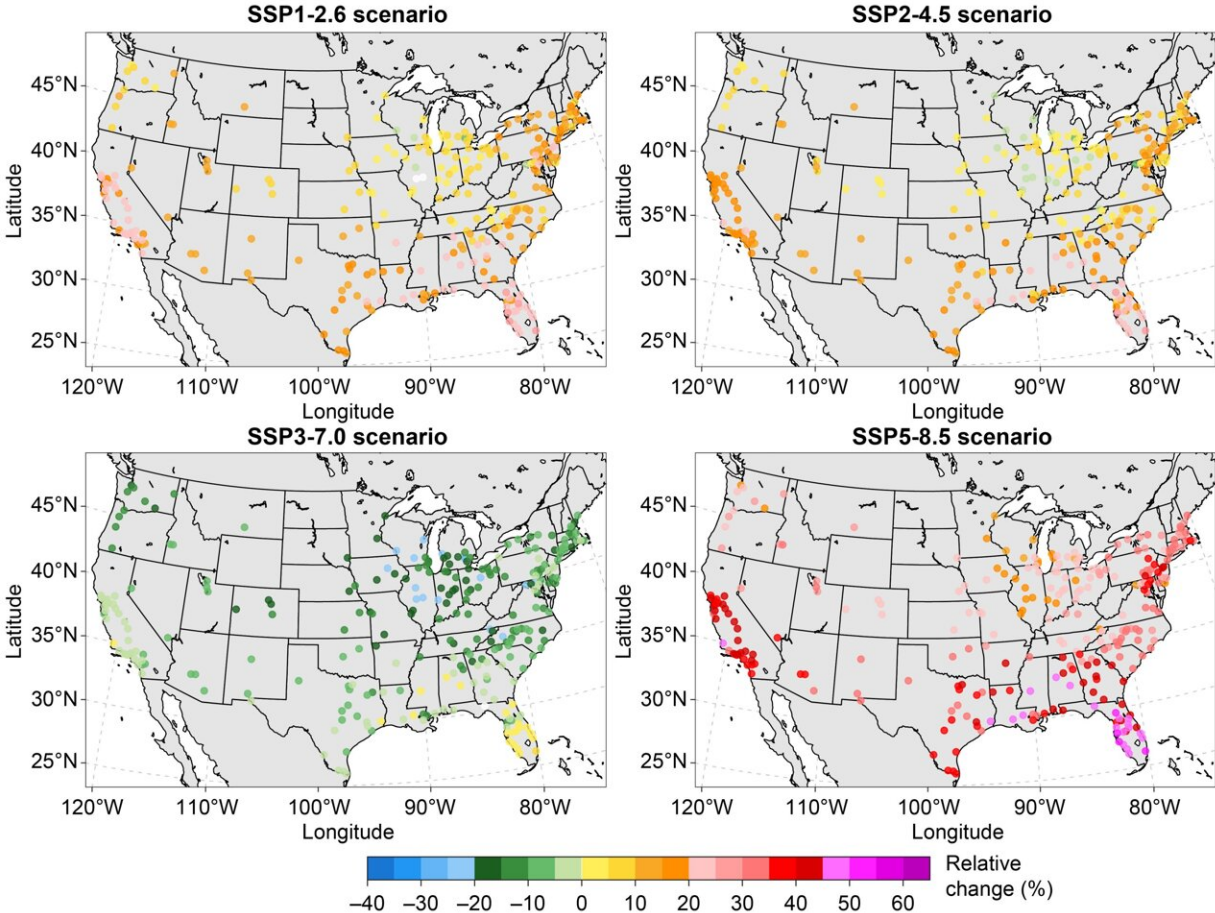 SSP1-2.6 scenario
SSP2-4.5 scenario
Latitude
45°N
40°N
35°N
30°N
25°N
120°W 110°W 100°W 90°W 80°W
Longitude
Latitude
45°N
40°N
35°N
30°N
25°N
120°W 110°W 100°W 90°W 80°W
Longitude
SSP3-7.0 scenario
SSP5-8.5 scenario
Latitude
45°N
40°N
35°N
30°N
25°N
120°W 110°W 100°W 90°W 80°W
Longitude
Latitude
45°N
40°N
35°N
30°N
25°N
120°W 110°W 100°W 90°W 80°W
Longitude
–40 –30 –20 –10 0 10 20 30 40 50 60
Relative
change (%)